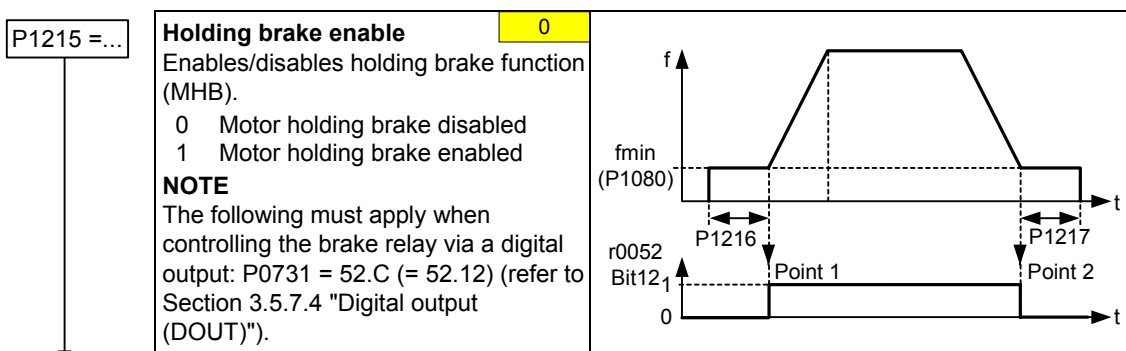 P1215 =...
Holding brake enable
0
Enables/disables holding brake function
(MHB).
0 Motor holding brake disabled
1 Motor holding brake enabled
NOTE
The following must apply when
controlling the brake relay via a digital
output: P0731 = 52.C (= 52.12) (refer to
Section 3.5.7.4 "Digital output
(DOUT)").
f
fmin
(P1080)
t
P1216
P1217
r0052
Bit12
1
Point 1
Point 2
0
t